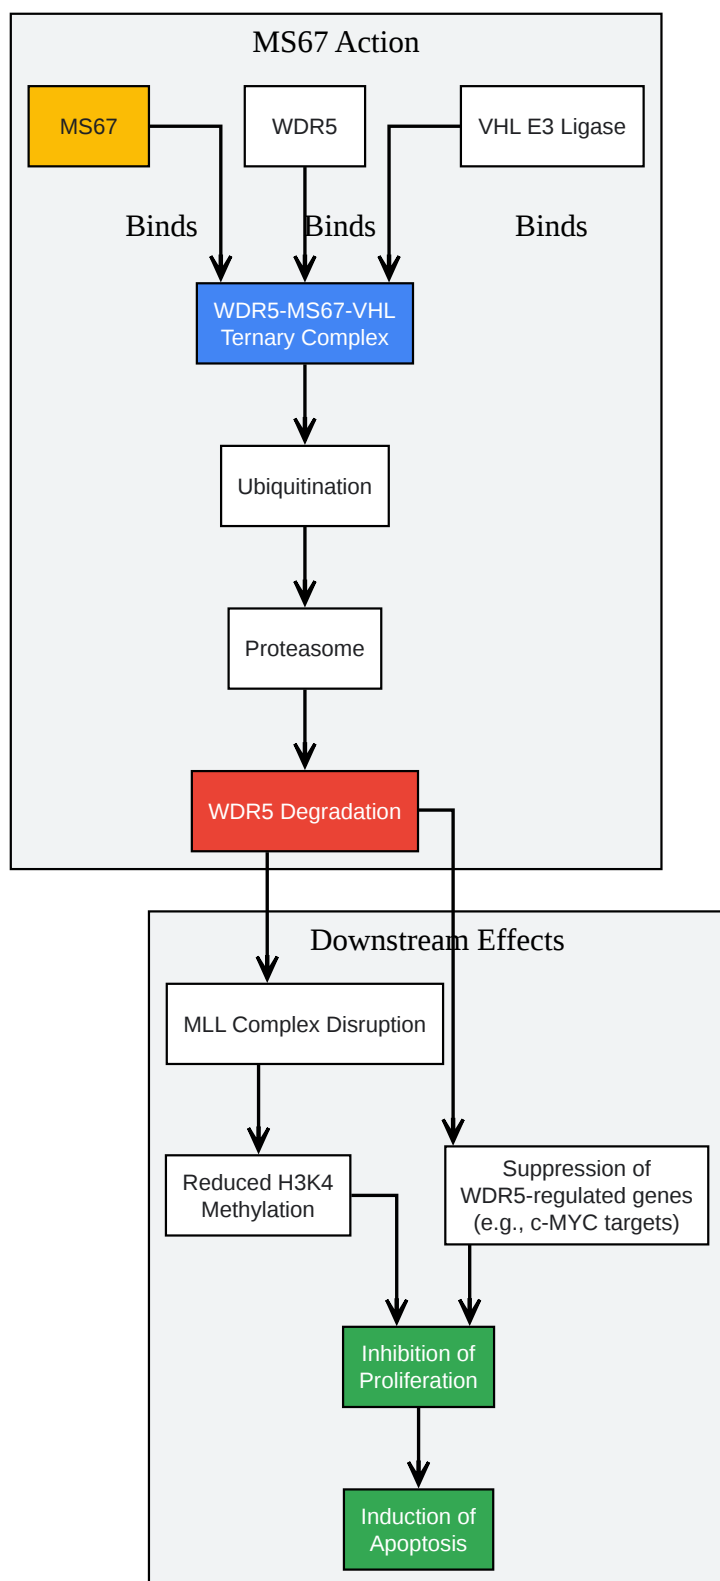 MS67 Action
MS67
WDR5
VHL E3 Ligase
Binds
Binds
Binds
WDR5-MS67-VHL
Ternary Complex
Ubiquitination
Proteasome
WDR5 Degradation
Downstream Effects
MLL Complex Disruption
Reduced H3K4
Methylation
Suppression of
WDR5-regulated genes
(e.g., c-MYC targets)
Inhibition of
Proliferation
Induction of
Apoptosis